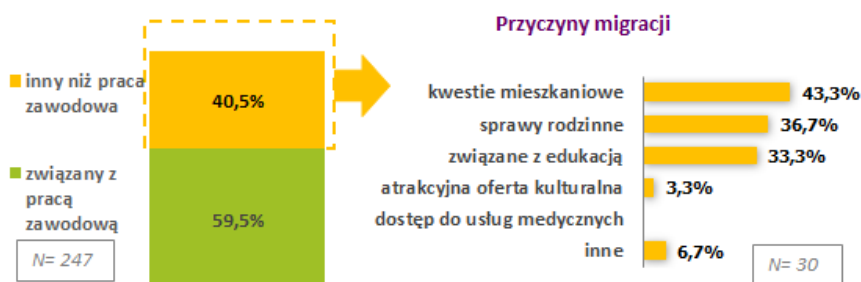 inny niż praca
zawodowa
40,5%
związany z
pracą
zawodową
59,5%
N= 247
Przyczyny migracji
kwestie mieszkaniowe 43,3%
sprawy rodzinne 36,7%
związane z edukacją 33,3%
atrakcyjna oferta kulturalna 3,3%
dostęp do usług medycznych
inne 6,7%
N= 30